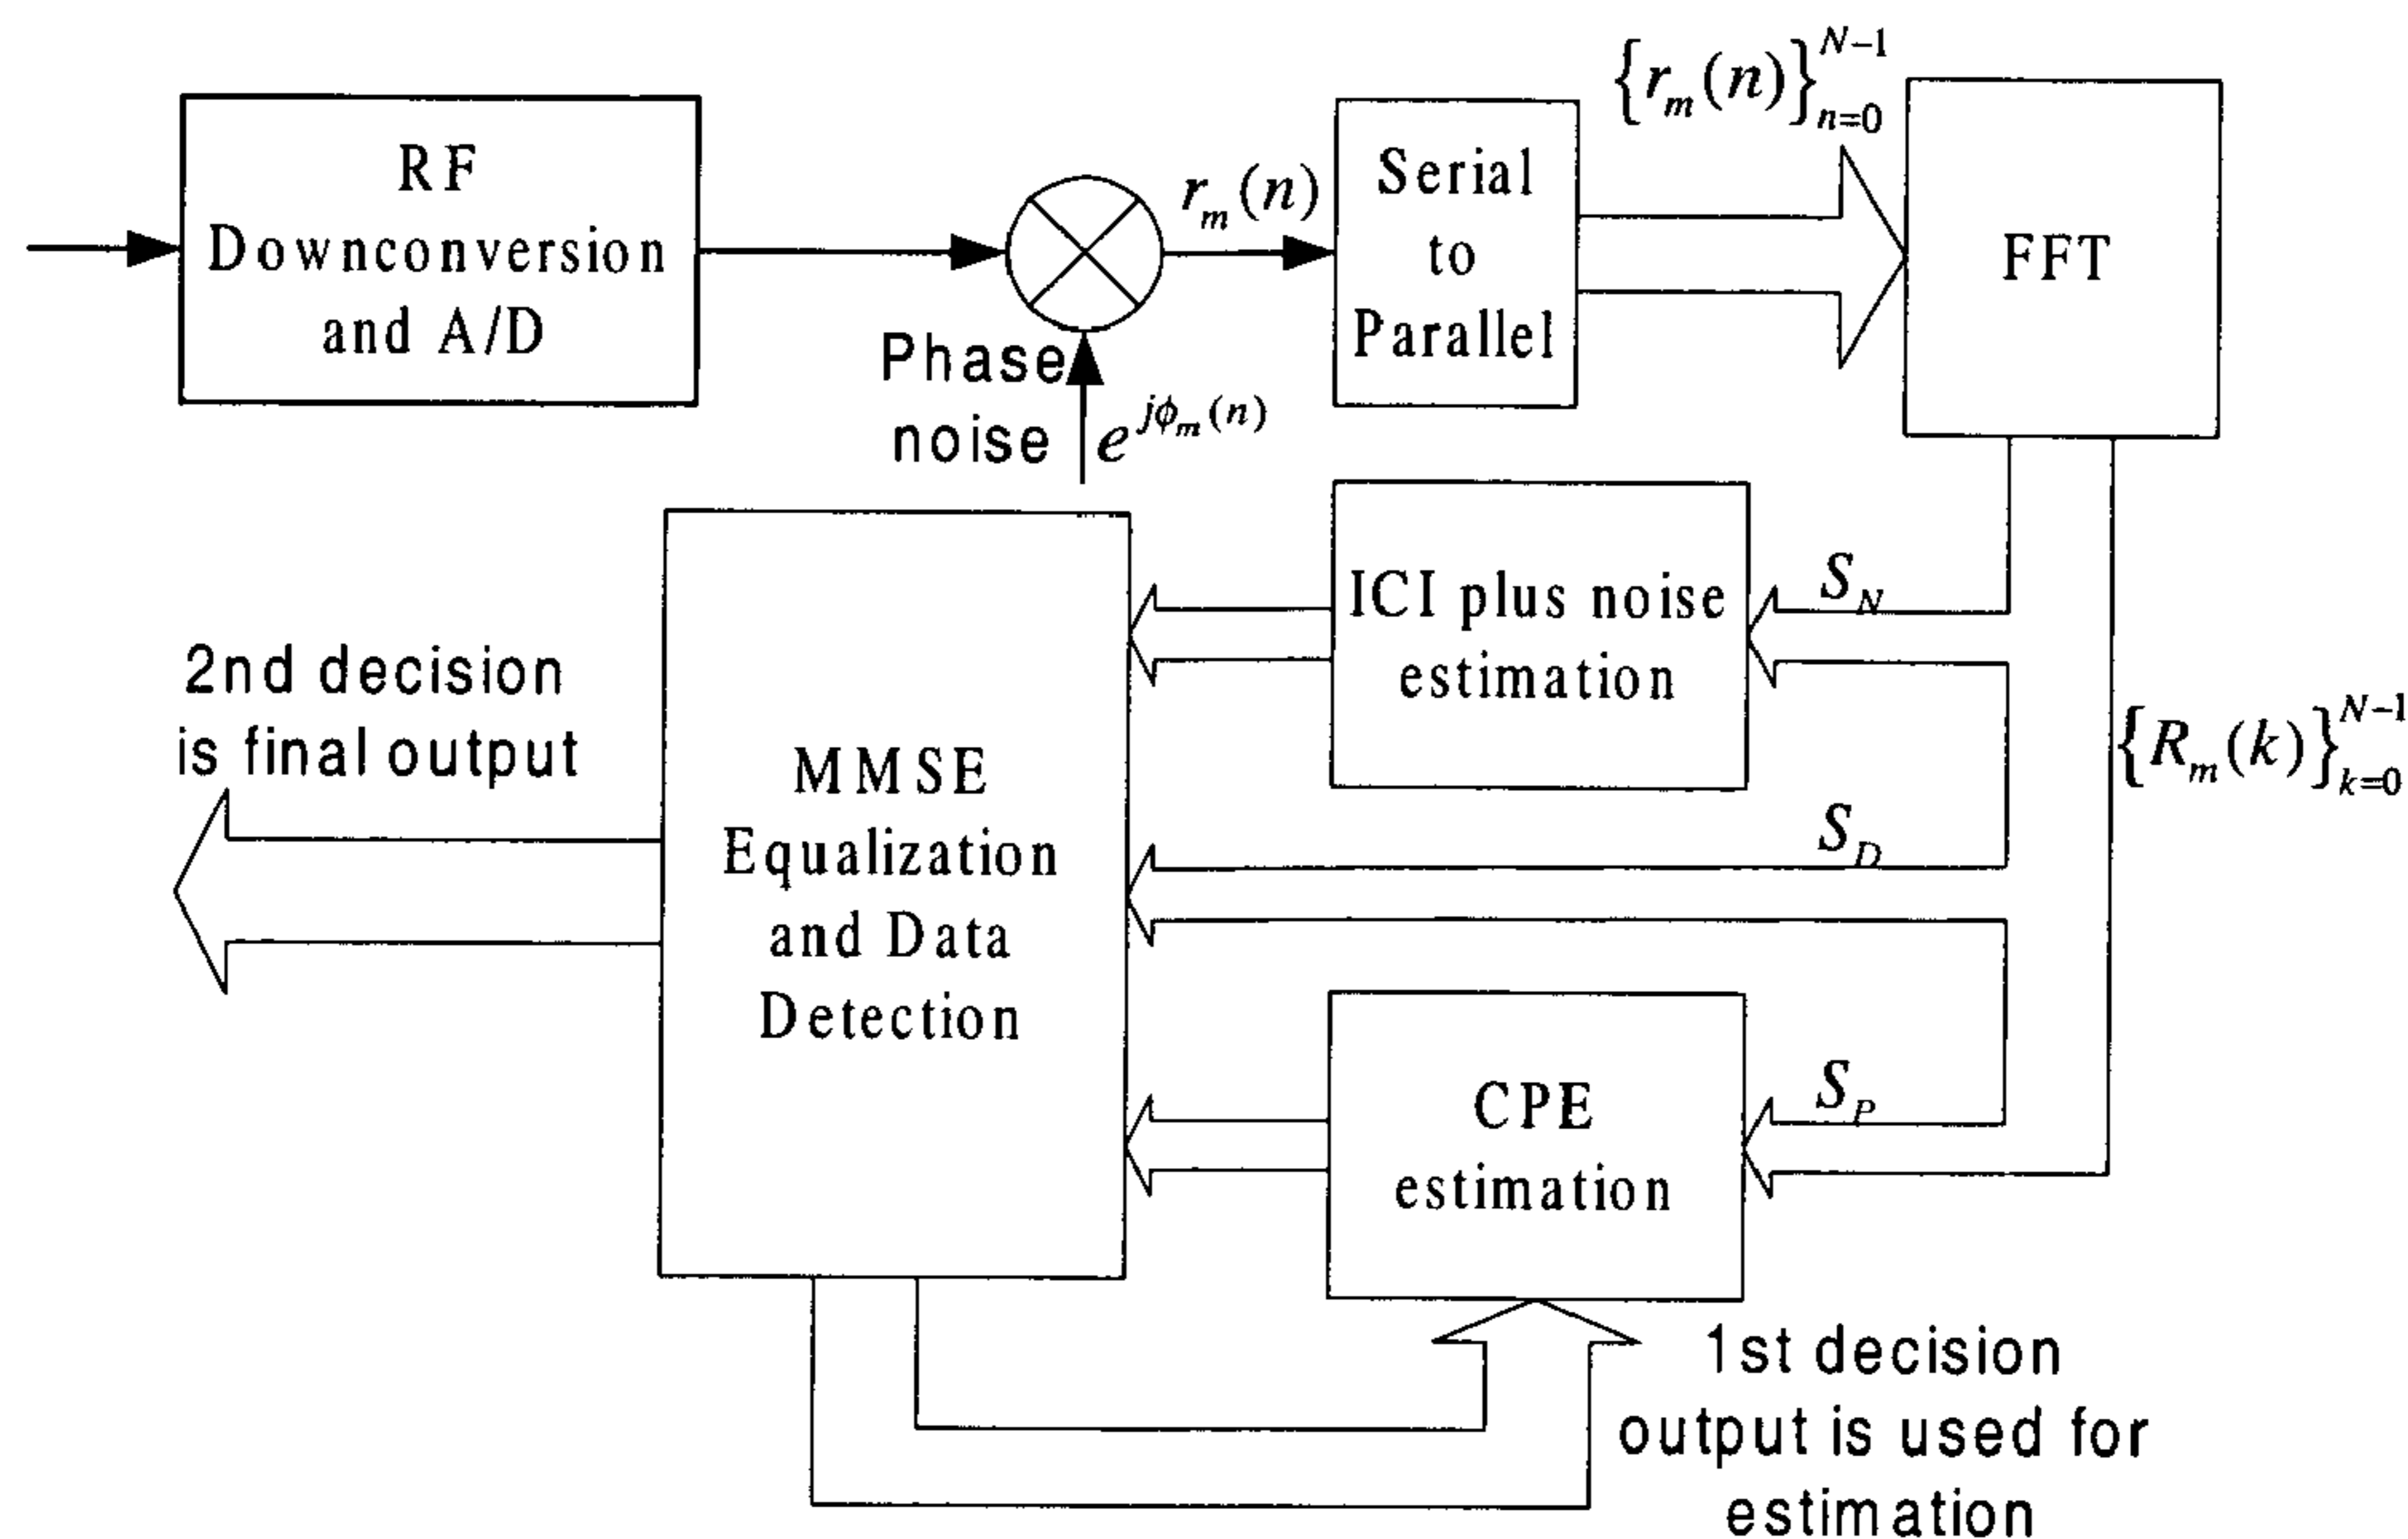 RF
Downconversion
and A/D
Phase
noise
$e^{j\phi_m(n)}$
$r_m(n)$
Serial
to
Parallel
$\{r_m(n)\}_{n=0}^{N-1}$
FFT
ICI plus noise
estimation
$S_N$
$\{R_m(k)\}_{k=0}^{N-1}$
2nd decision
is final output
MMSE
Equalization
and Data
Detection
$S_D$
CPE
estimation
$S_P$
1st decision
output is used for
estimation